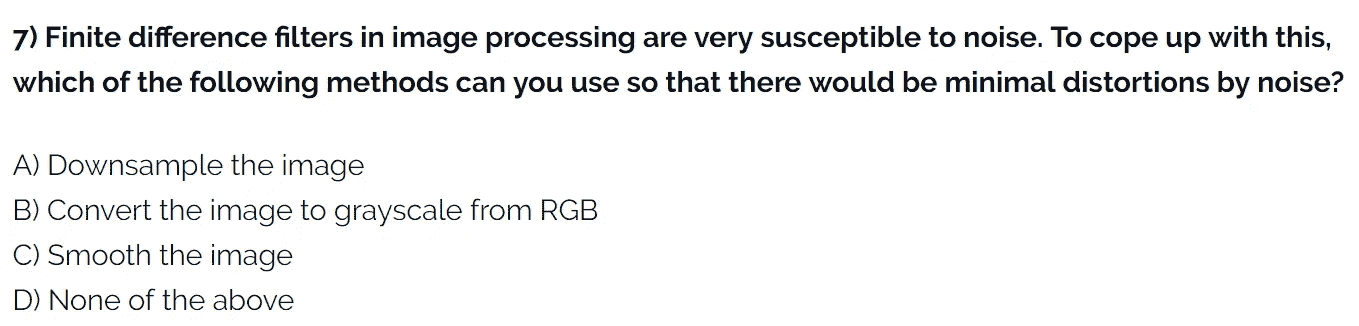 7) Finite difference filters in image processing are very susceptible to noise. To cope up with this,
which of the following methods can you use so that there would be minimal distortions by noise?
A) Downsample the image
B) Convert the image to grayscale from RGB
C) Smooth the image
D) None of the above